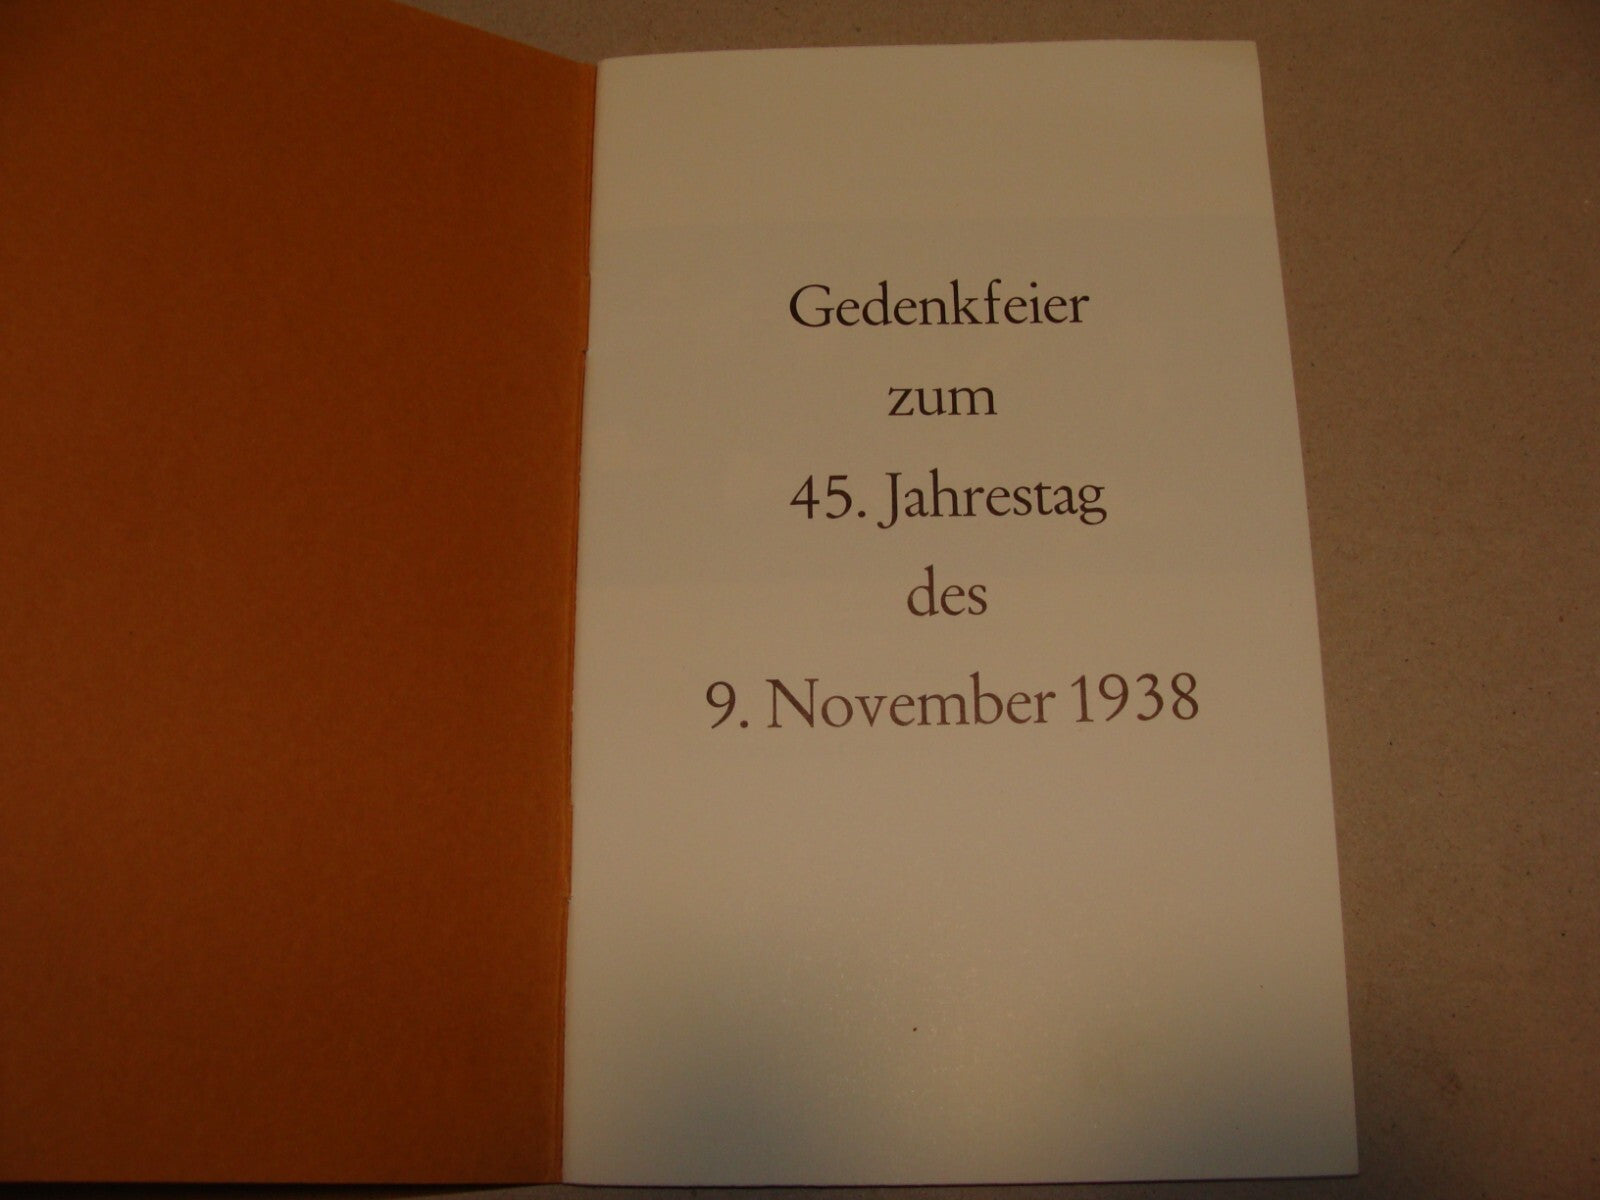 Gedenkfeier
zum
45. Jahrestag
des
9. November 1938